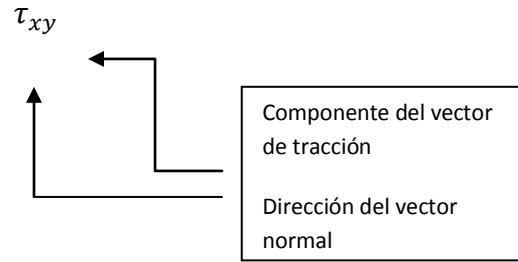 τxy
Componente del vector
de tracción
Dirección del vector
normal